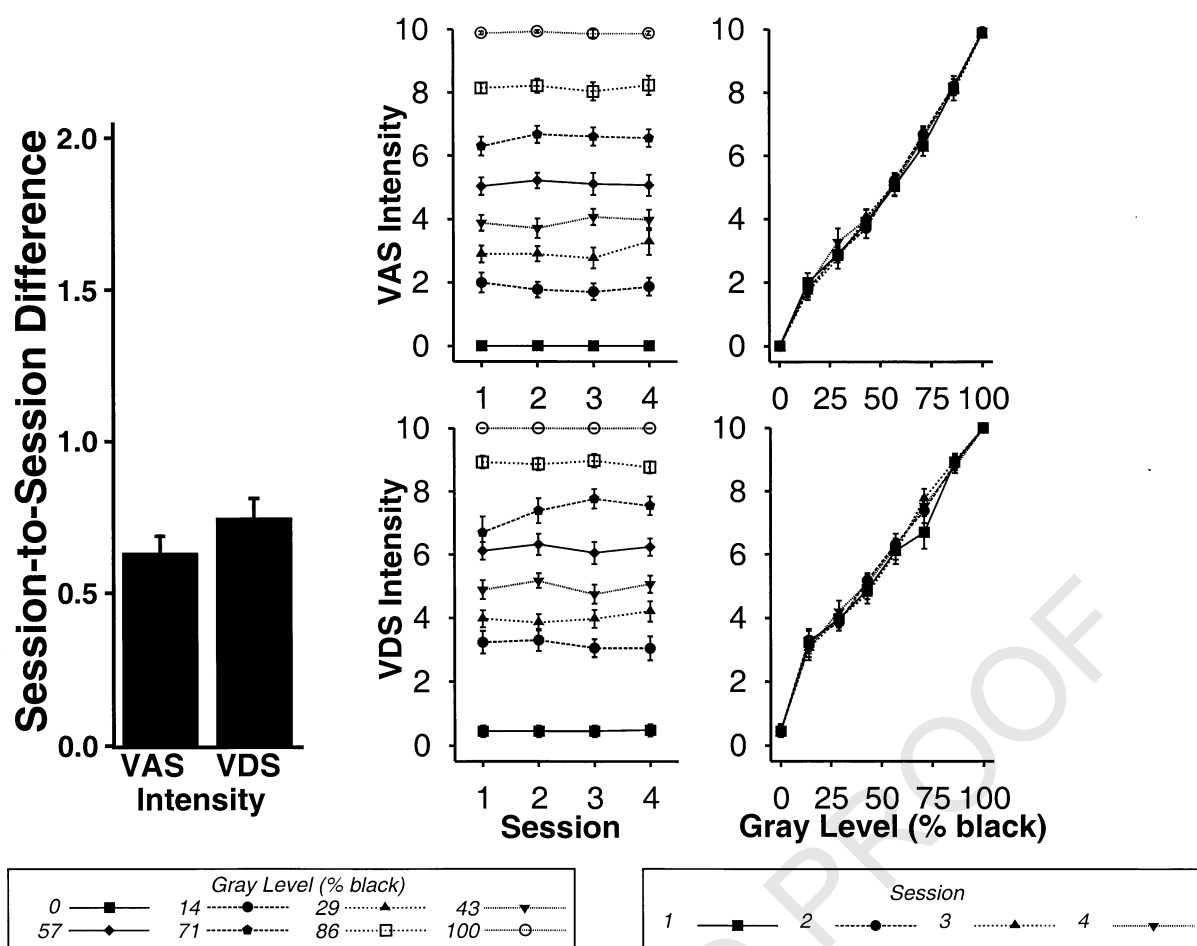 Session-to-Session Difference
2.0
1.5
1.0
0.5
0.0
VAS VDS
Intensity
VAS Intensity
10
8
6
4
2
0
1 2 3 4
10
8
6
4
2
0
0 25 50 75 100
VDS Intensity
10
8
6
4
2
0
1 2 3 4
Session
10
8
6
4
2
0
0 25 50 75 100
Gray Level (% black)
PROOF
Gray Level (% black)
0 14 29 43
57 71 86 100
Session
1 2 3 4